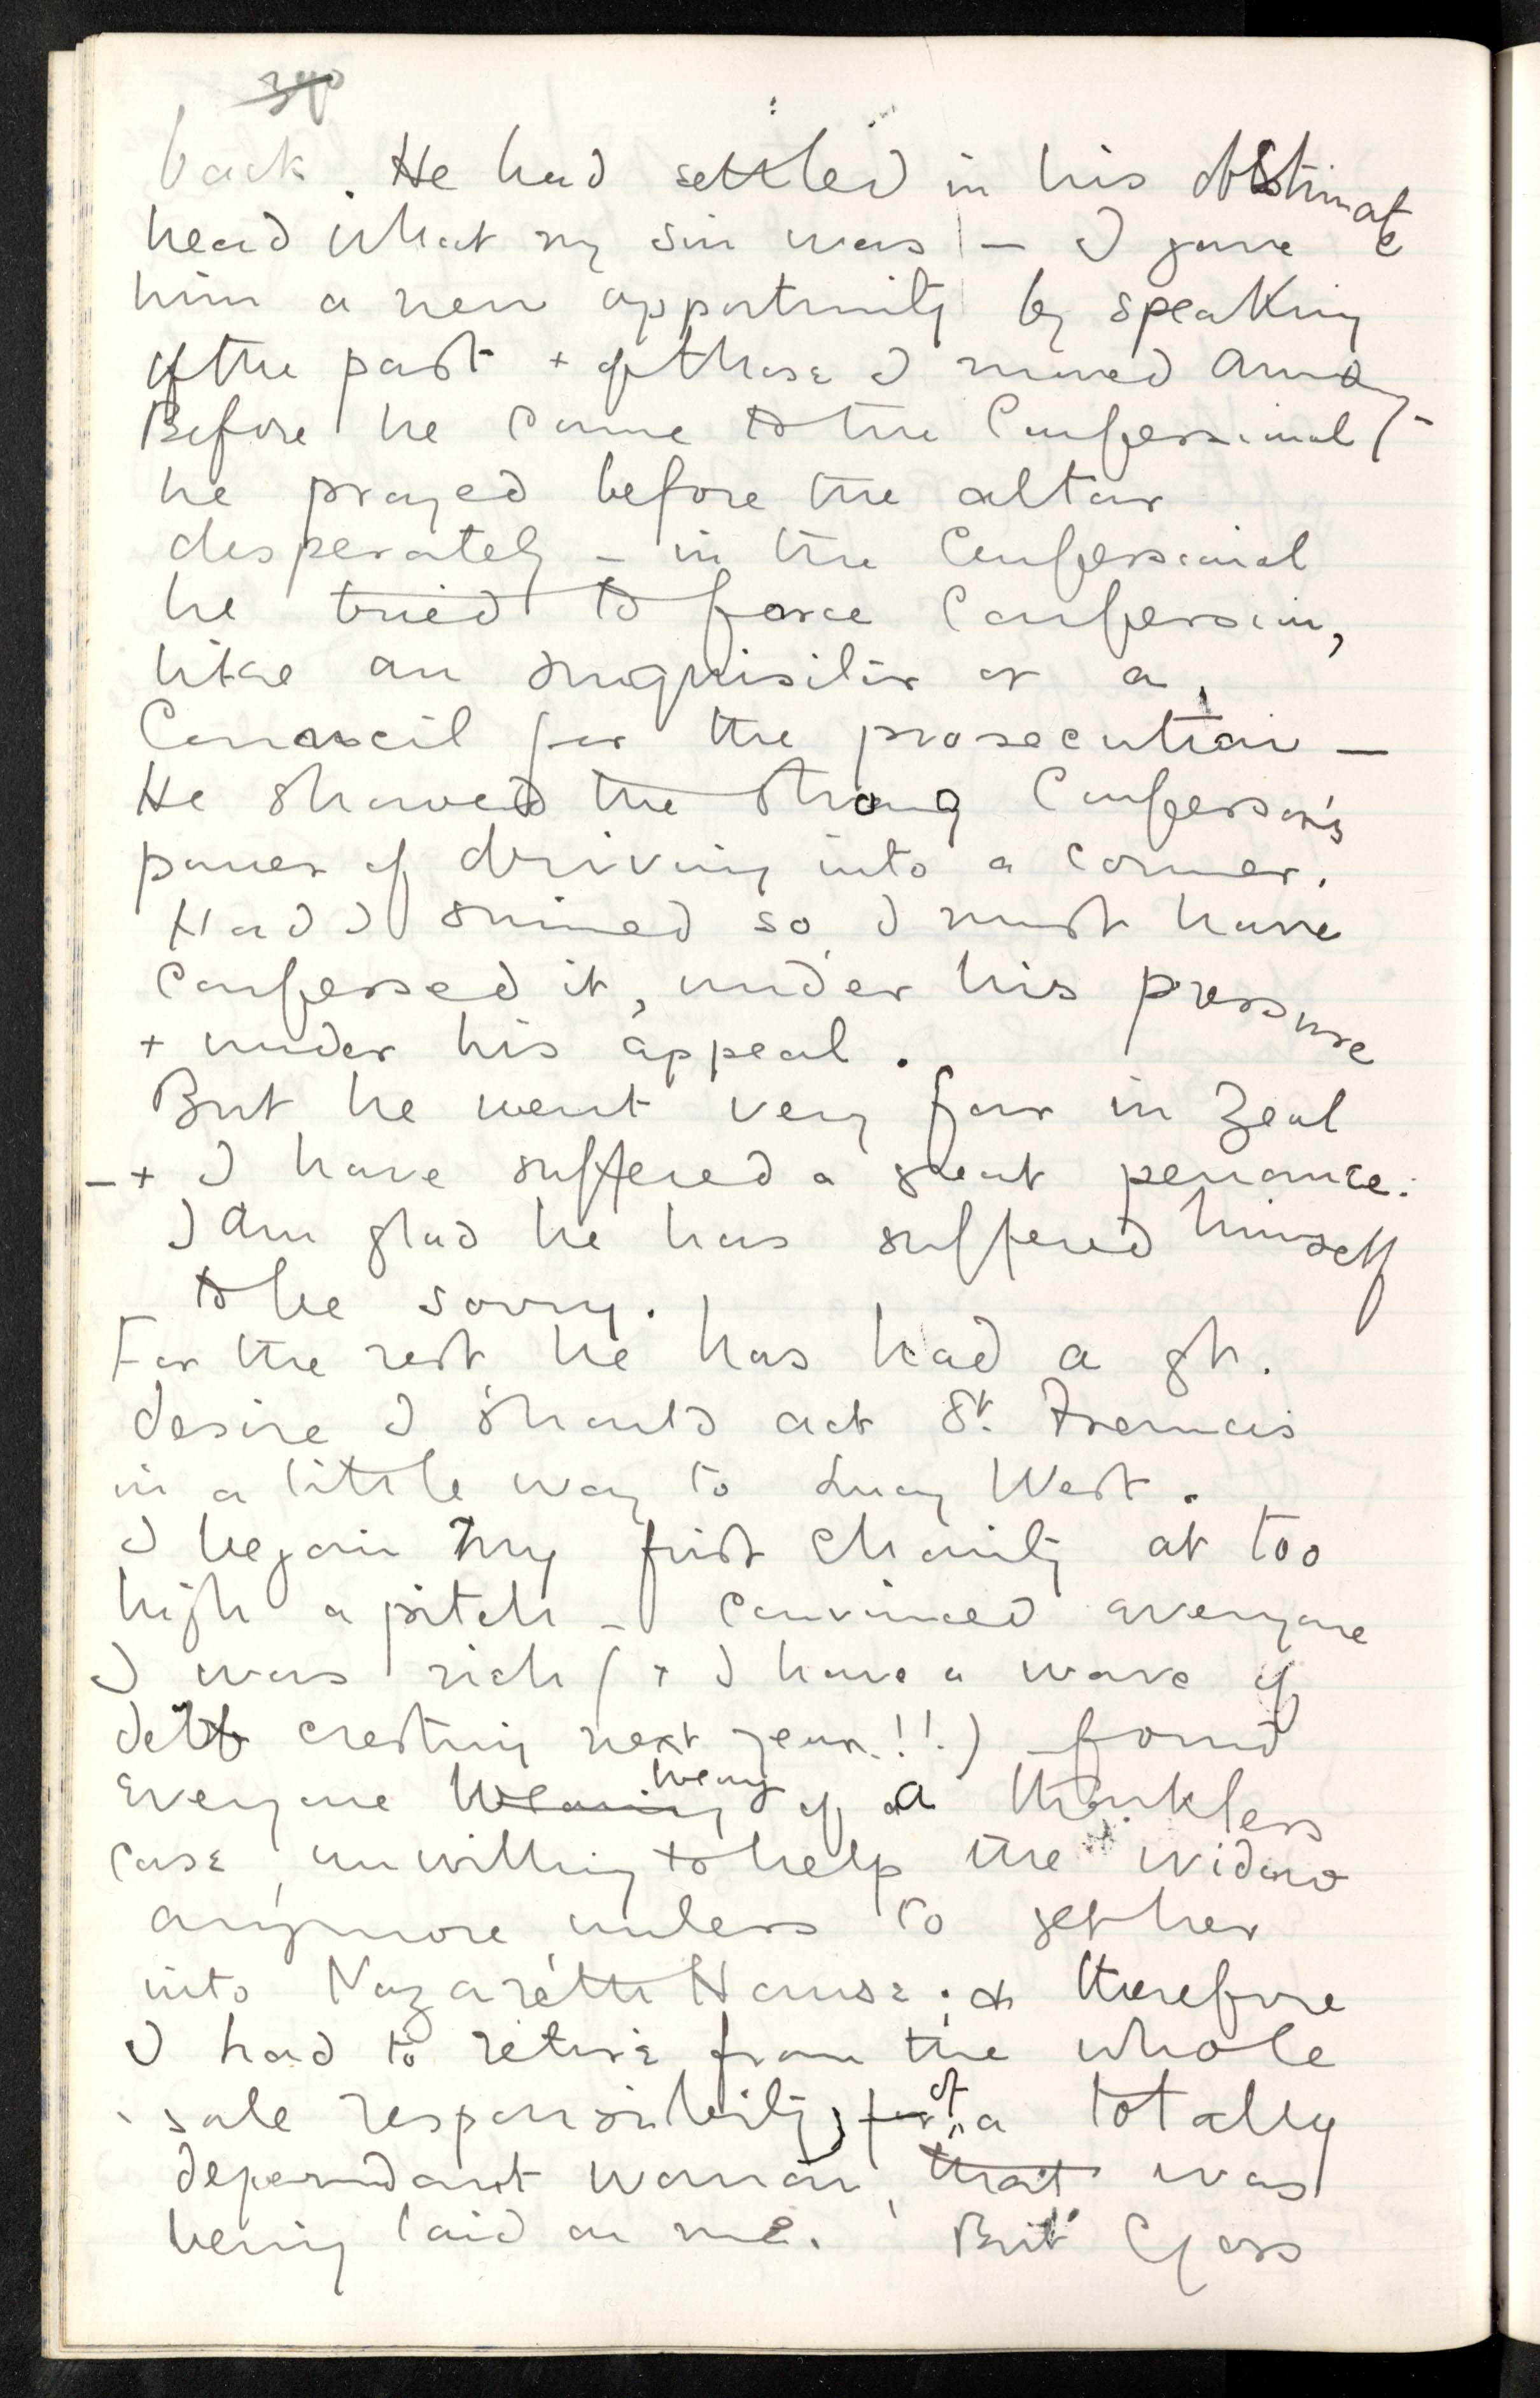 back. He had settled in his obstinate
head what my sin was – I gave
him a new opportunity by speaking
of the past + of those I moved among –
Before he came to the Confessional
he prayed before the altar
desperately – in the Confessional
he tried to force Confession,
like an Inquisitor or a
Councel for the prosecution –
He showed the strong Confessor's
power of driving into a corner.
Had I sinned so I must have
confessed it, under his pressure
+ under his appeal.
But he went very far in zeal
– + I have suffered a great penance.
I am glad he has suffered himself
to be sorry.
For the rest he has had a gt.
desire I should act St. Francis
in a little way to Lucy West.
I began my first charity at too
high a pitch – convinced everyone
I was rich (+ I have a wave of
debt cresting next year!!) found
everyone weary of a thankless
case, unwilling to help the widow
anymore unless to get her
into Nazareth House: & therefore
I had to retire from the whole
sole responsibility, for of a totally
dependant woman, that was
being laid on me. But